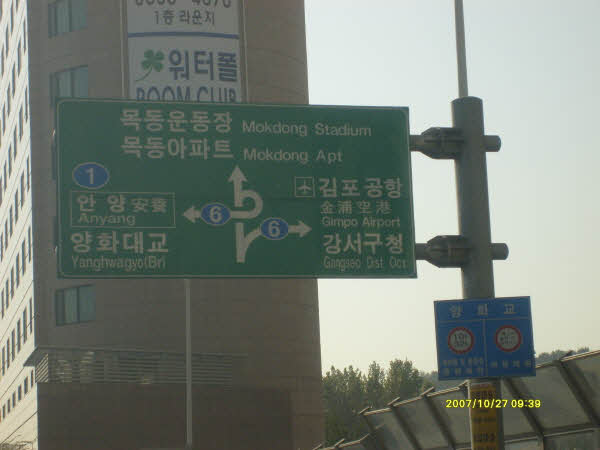 1층 라운지
워터폴
ROOM CLUB
목동운동장 Mokdong Stadium
목동아파트 Mokdong Apt
1
안양 安養
Anyang
양화대교
Yanghwagyo(Br)
6
6
김포공항
金浦空港
Gimpo Airport
강서구청
Gangseo Dist Ofc
양화교
2007/10/27 09:39